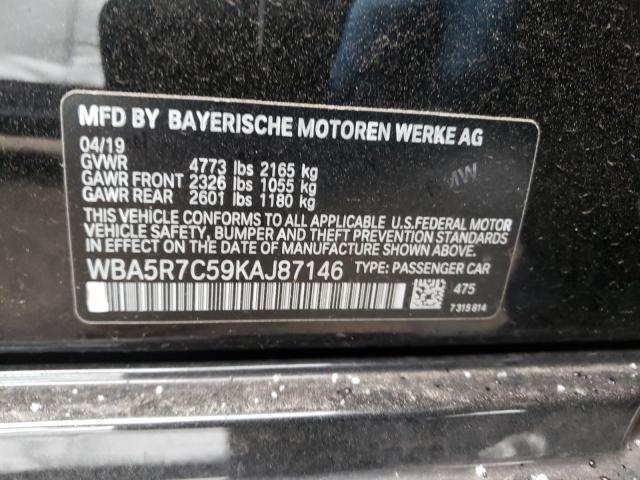 MFD BY BAYERISCHE MOTOREN WERKE AG
04/19
GVWR 4773 lbs 2165 kg
GAWR FRONT 2326 lbs 1055 kg
GAWR REAR 2601 lbs 1180 kg
THIS VEHICLE CONFORMS TO ALL APPLICABLE U.S.FEDERAL MOTOR
VEHICLE SAFETY, BUMPER AND THEFT PREVENTION STANDARDS IN
EFFECT ON THE DATE OF MANUFACTURE SHOWN ABOVE.
WBA5R7C59KAJ87146 TYPE: PASSENGER CAR
475
7315814